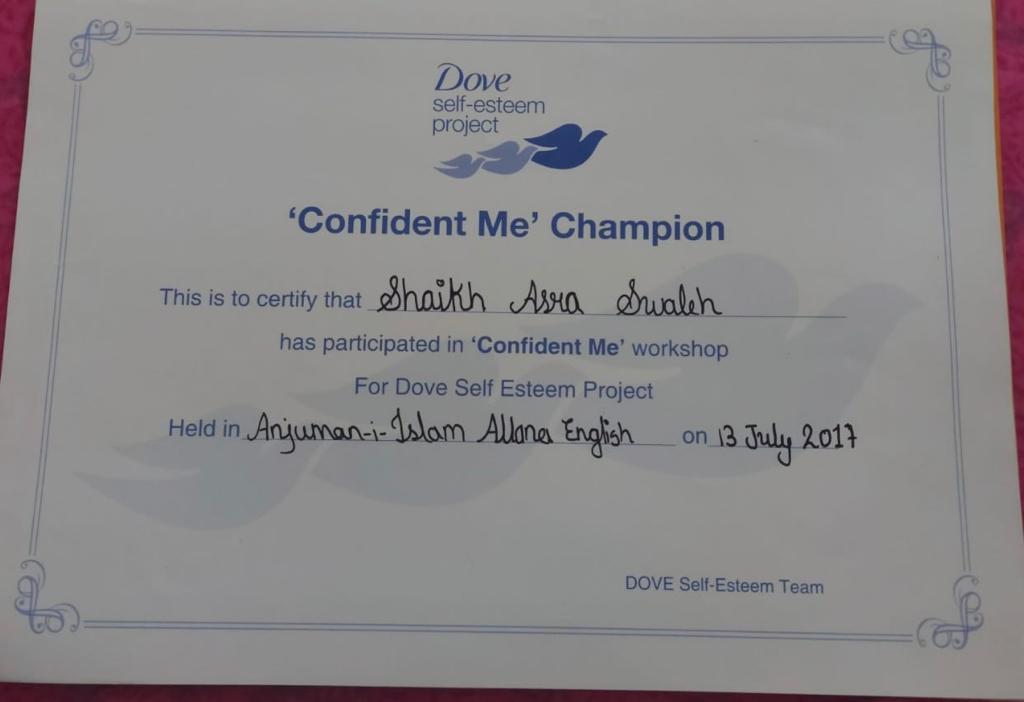 Dove
self-esteem
project
‘Confident Me’ Champion
This is to certify that Shaikh Asra Swaleh
has participated in ‘Confident Me’ workshop
For Dove Self Esteem Project
Held in Anjuman-i-Islam Allana English on 13 July 2017
DOVE Self-Esteem Team